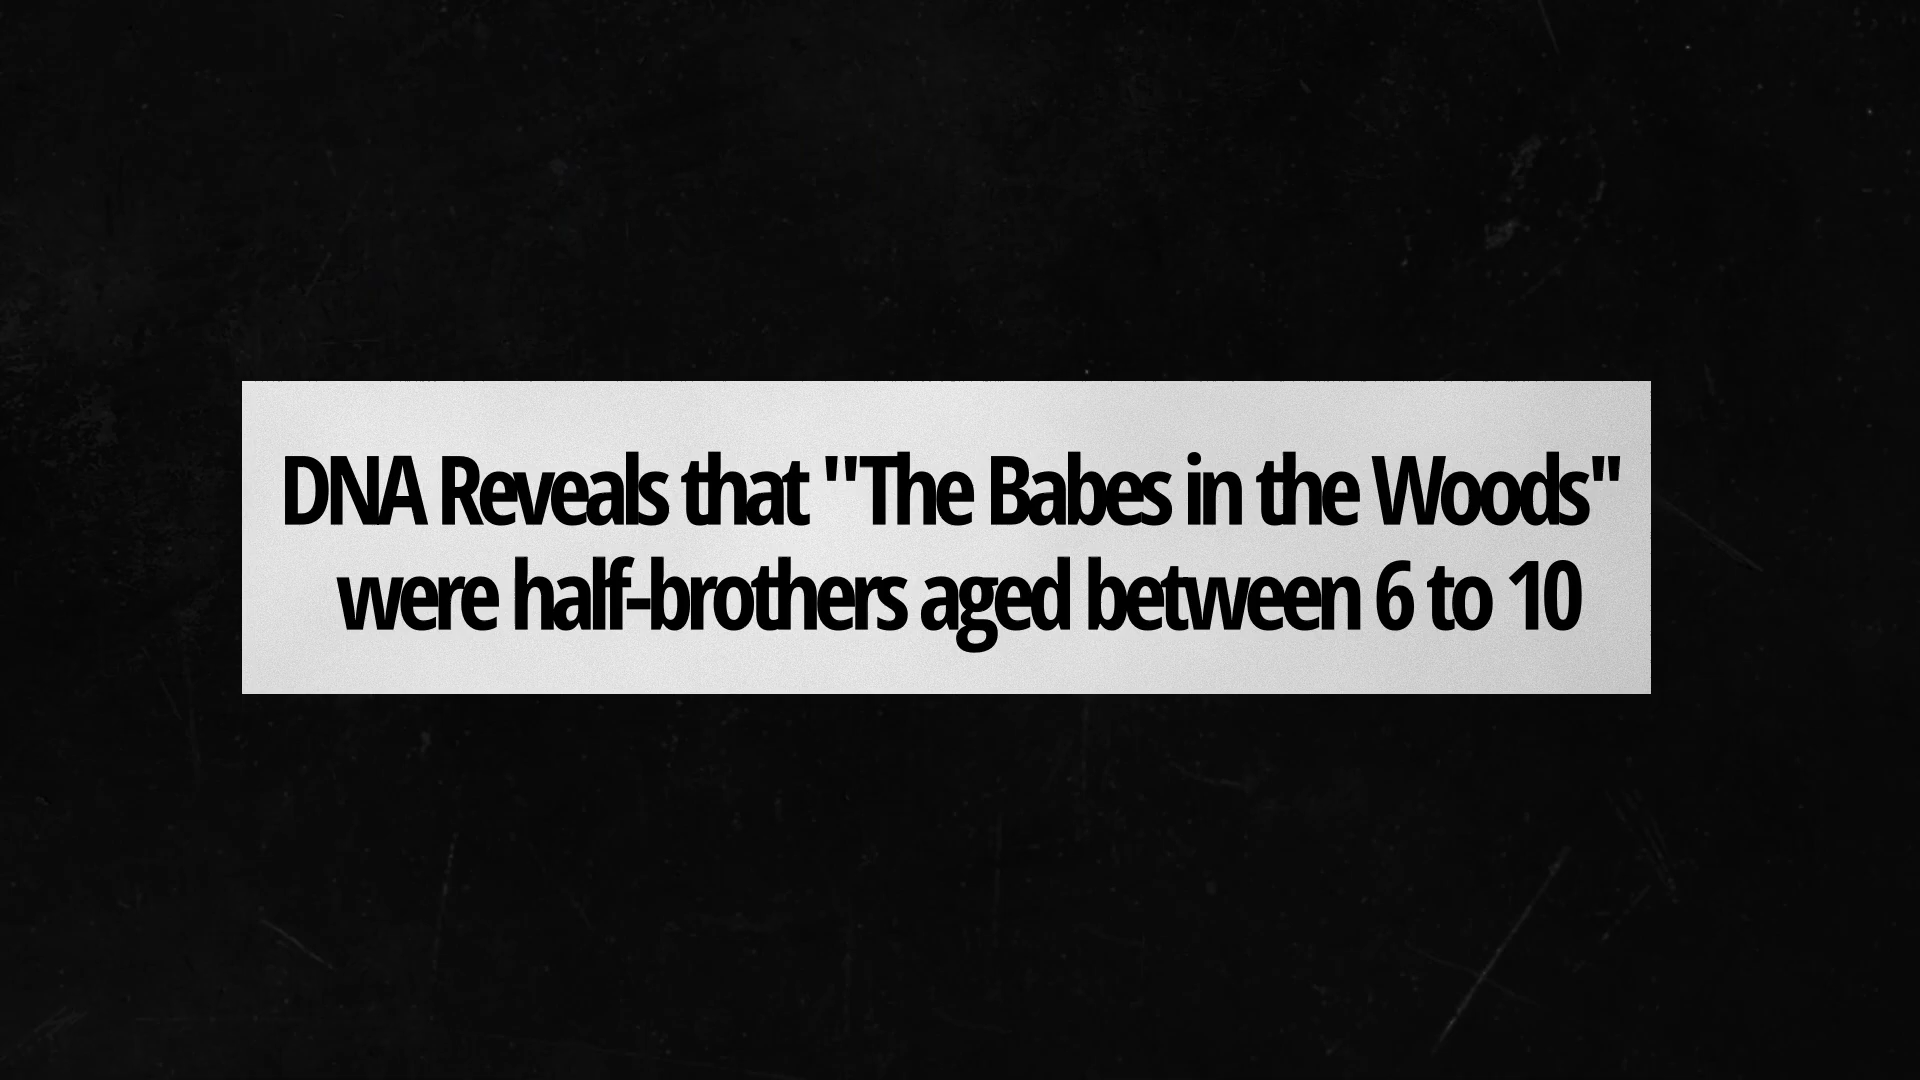 DNA Reveals that "The Babes in the Woods"
were half-brothers aged between 6 to 10